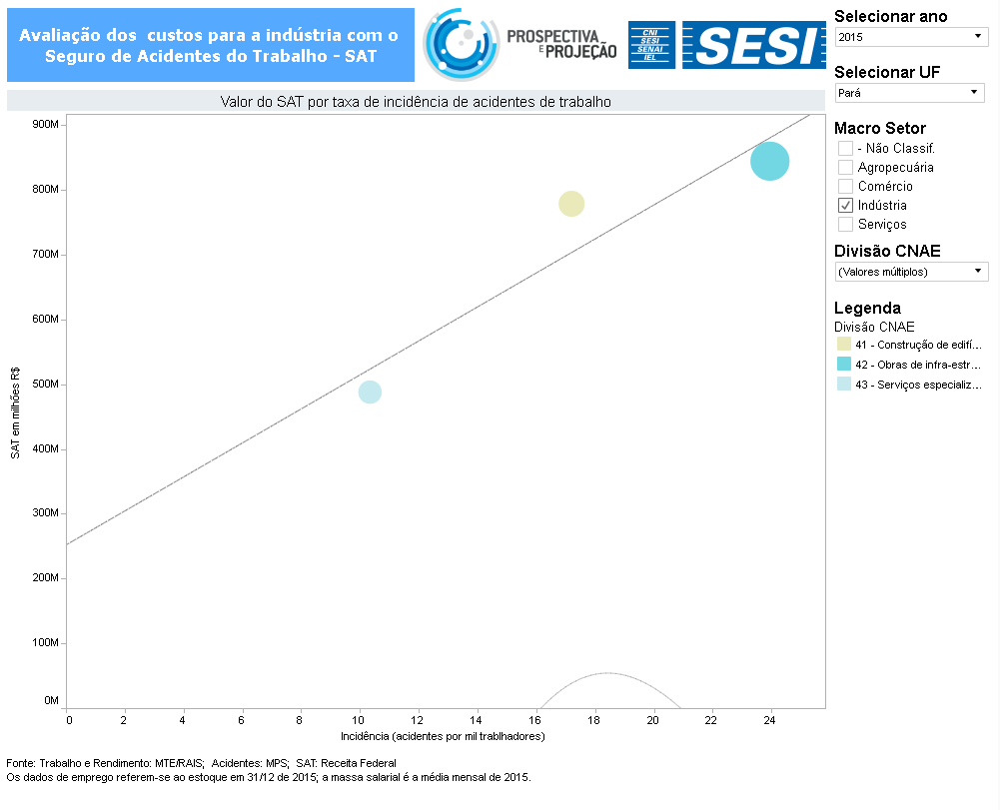 Avaliação dos custos para a indústria com o
Seguro de Acidentes do Trabalho - SAT
PROSPECTIVA
E PROJEÇÃO
CNI
SESI
SENAI
IEL
SESI
Selecionar ano
2015
Selecionar UF
Pará
Macro Setor
- Não Classif.
Agropecuária
Comércio
Indústria
Serviços
Divisão CNAE
(Valores múltiplos)
Legenda
Divisão CNAE
41 - Construção de edifí...
42 - Obras de infra-estr...
43 - Serviços especializ...
Valor do SAT por taxa de incidência de acidentes de trabalho
900M
800M
700M
600M
500M
400M
300M
200M
100M
0M
SAT em milhões R$
0 2 4 6 8 10 12 14 16 18 20 22 24
Incidência (acidentes por mil trablhadores)
Fonte: Trabalho e Rendimento: MTE/RAIS; Acidentes: MPS; SAT: Receita Federal
Os dados de emprego referem-se ao estoque em 31/12 de 2015; a massa salarial é a média mensal de 2015.